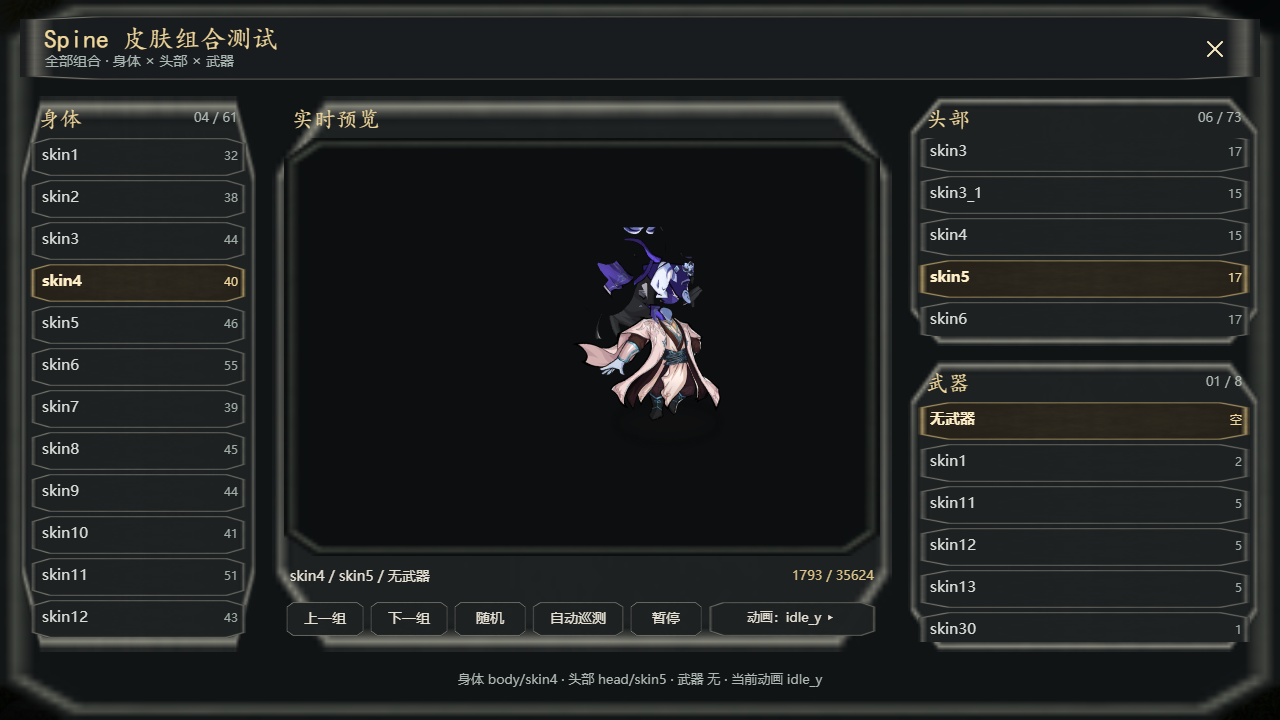 Spine 皮肤组合测试
全部组合 · 身体 × 头部 × 武器
身体 04 / 61
skin1 32
skin2 38
skin3 44
skin4 40
skin5 46
skin6 55
skin7 39
skin8 45
skin9 44
skin10 41
skin11 51
skin12 43
实时预览
skin4 / skin5 / 无武器 1793 / 35624
上一组 下一组 随机 自动巡测 暂停 动画: idle_y ▸
头部 06 / 73
skin3 17
skin3_1 15
skin4 15
skin5 17
skin6 17
武器 01 / 8
无武器 空
skin1 2
skin11 5
skin12 5
skin13 5
skin30 1
身体 body/skin4 · 头部 head/skin5 · 武器 无 · 当前动画 idle_y